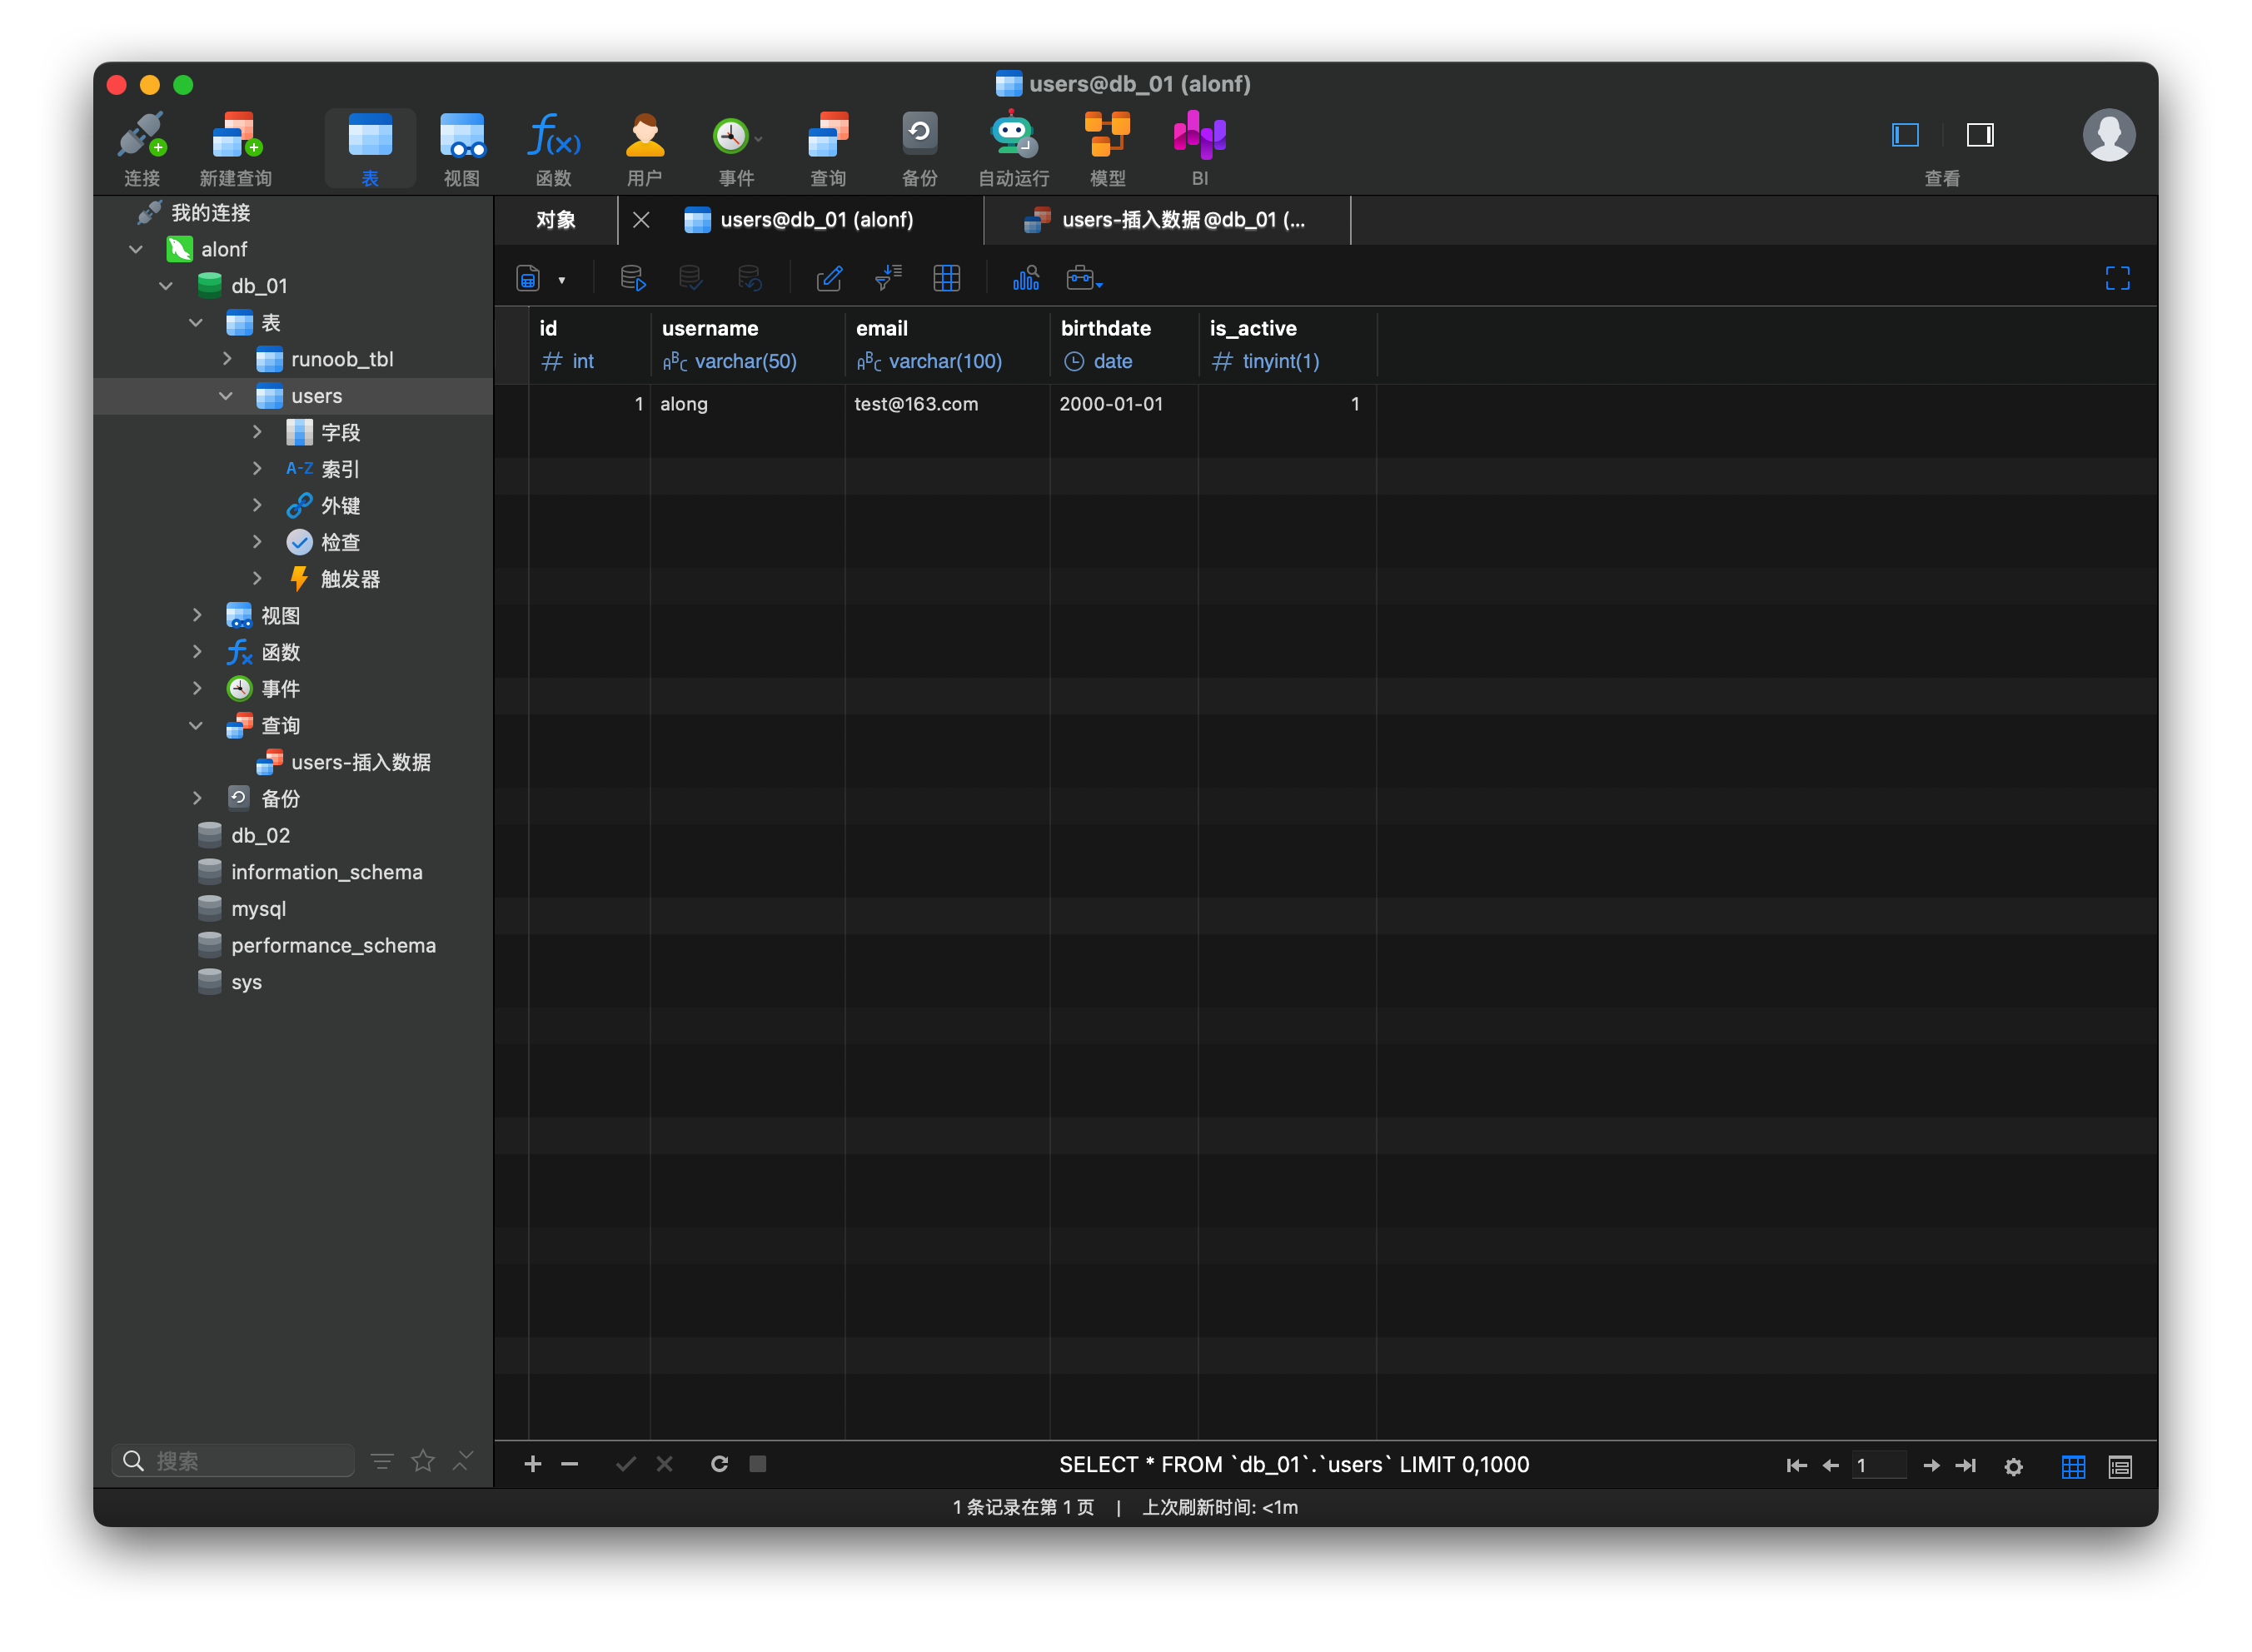 users@db_01 (alonf)
连接
新建查询
表
视图
函数
用户
事件
查询
备份
自动运行
模型
BI
查看
我的连接
alonf
db_01
表
runoob_tbl
users
字段
A-Z 索引
外键
检查
触发器
视图
函数
事件
查询
users-插入数据
备份
db_02
information_schema
mysql
performance_schema
sys
搜索
对象
users@db_01 (alonf)
users-插入数据@db_01 (...
id username email birthdate is_active
# int ABC varchar(50) ABC varchar(100) date # tinyint(1)
1 along test@163.com 2000-01-01 1
SELECT * FROM `db_01`.`users` LIMIT 0,1000
1
1 条记录在第 1 页 | 上次刷新时间: <1m